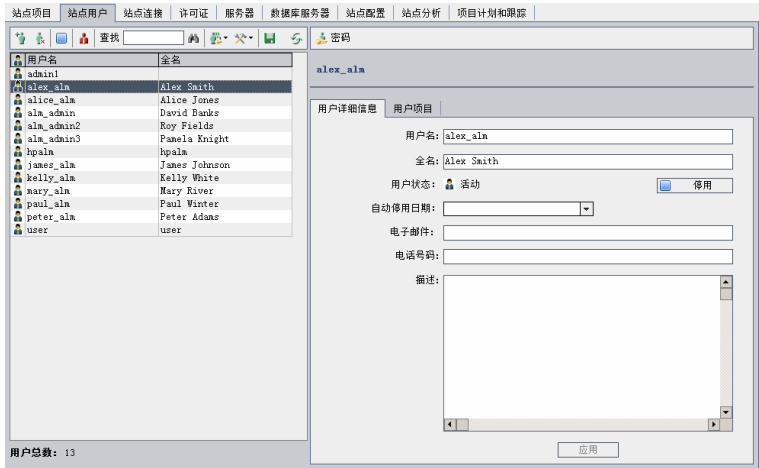 站点项目 站点用户 站点连接 许可证 服务器 数据库服务器 站点配置 站点分析 项目计划和跟踪
查找 密码
用户名 全名
admin1
alex_alm Alex Smith
alice_alm Alice Jones
alm_admin David Banks
alm_admin2 Roy Fields
alm_admin3 Pamela Knight
hpalm hpalm
james_alm James Johnson
kelly_alm Kelly White
mary_alm Mary River
paul_alm Paul Winter
peter_alm Peter Adams
user user
用户总数: 13
alex_alm
用户详细信息 用户项目
用户名: alex_alm
全名: Alex Smith
用户状态: 活动 停用
自动停用日期:
电子邮件:
电话号码:
描述:
应用